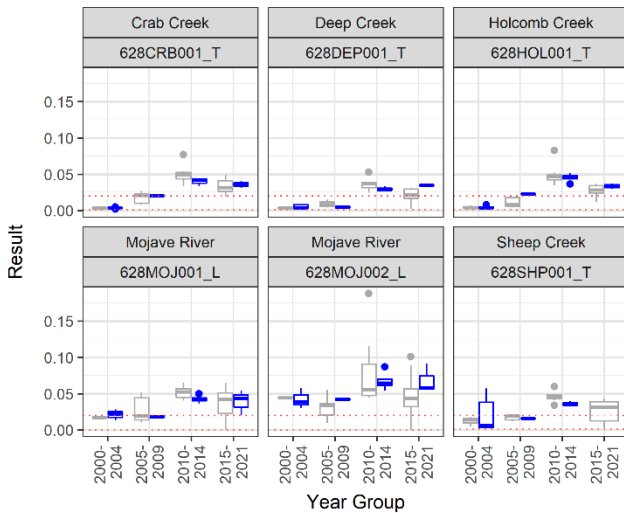 Crab Creek
Deep Creek
Holcomb Creek
628CRB001_T
628DEP001_T
628HOL001_T
0.15
0.10
0.05
0.00
Mojave River
Mojave River
Sheep Creek
628MOJ001_L
628MOJ002_L
628SHP001_T
0.15
0.10
0.05
0.00
Result
2000-
2004
2005-
2009
2010-
2014
2015-
2021
2000-
2004
2005-
2009
2010-
2014
2015-
2021
2000-
2004
2005-
2009
2010-
2014
2015-
2021
Year Group